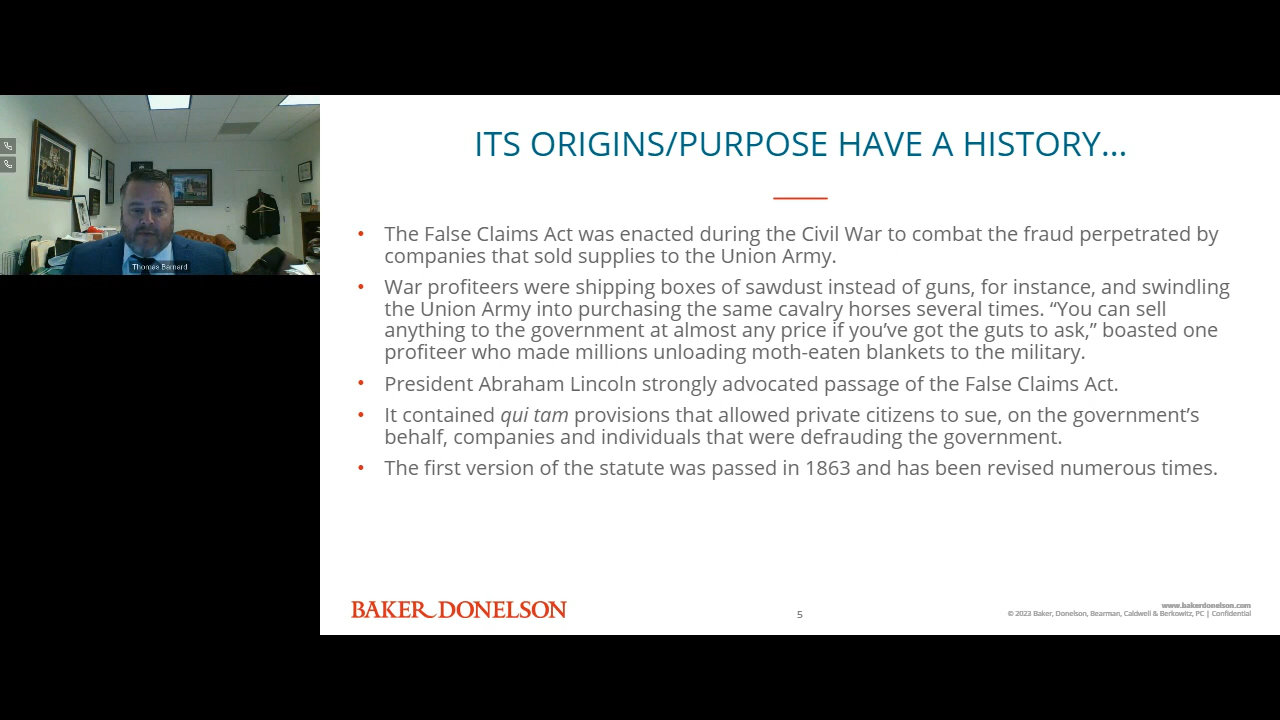 Thomas Barnard
ITS ORIGINS/PURPOSE HAVE A HISTORY...
• The False Claims Act was enacted during the Civil War to combat the fraud perpetrated by
companies that sold supplies to the Union Army.
• War profiteers were shipping boxes of sawdust instead of guns, for instance, and swindling
the Union Army into purchasing the same cavalry horses several times. “You can sell
anything to the government at almost any price if you’ve got the guts to ask,” boasted one
profiteer who made millions unloading moth-eaten blankets to the military.
• President Abraham Lincoln strongly advocated passage of the False Claims Act.
• It contained qui tam provisions that allowed private citizens to sue, on the government’s
behalf, companies and individuals that were defrauding the government.
• The first version of the statute was passed in 1863 and has been revised numerous times.
BAKER DONELSON
5
www.bakerdonelson.com
© 2023 Baker, Donelson, Bearman, Caldwell & Berkowitz, PC | Confidential